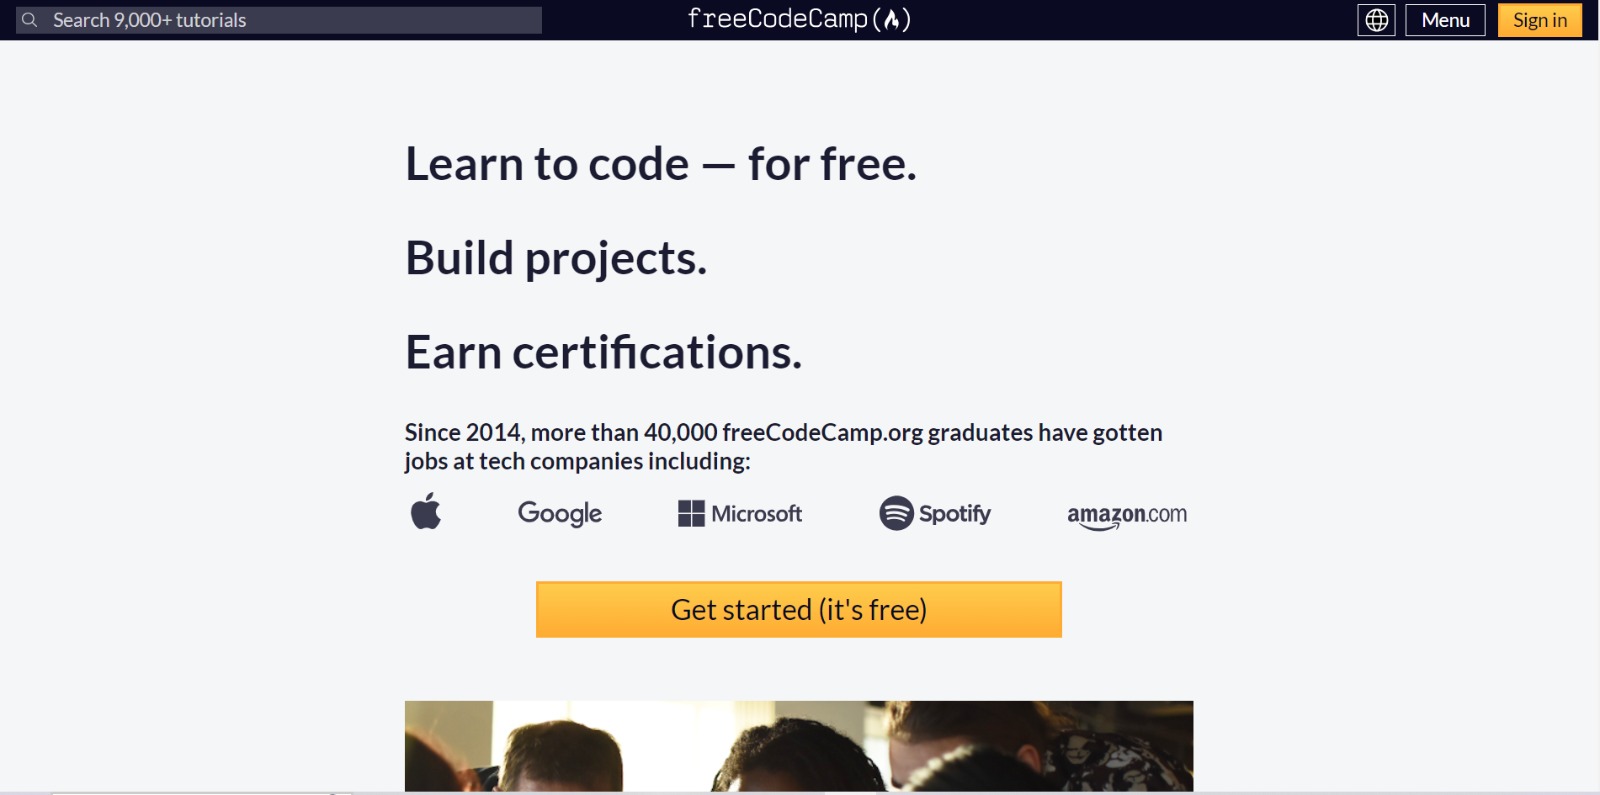 Search 9,000+ tutorials
freeCodeCamp
Menu
Sign in
Learn to code — for free.
Build projects.
Earn certifications.
Since 2014, more than 40,000 freeCodeCamp.org graduates have gotten
jobs at tech companies including:
Google
Microsoft
Spotify
amazon.com
Get started (it's free)